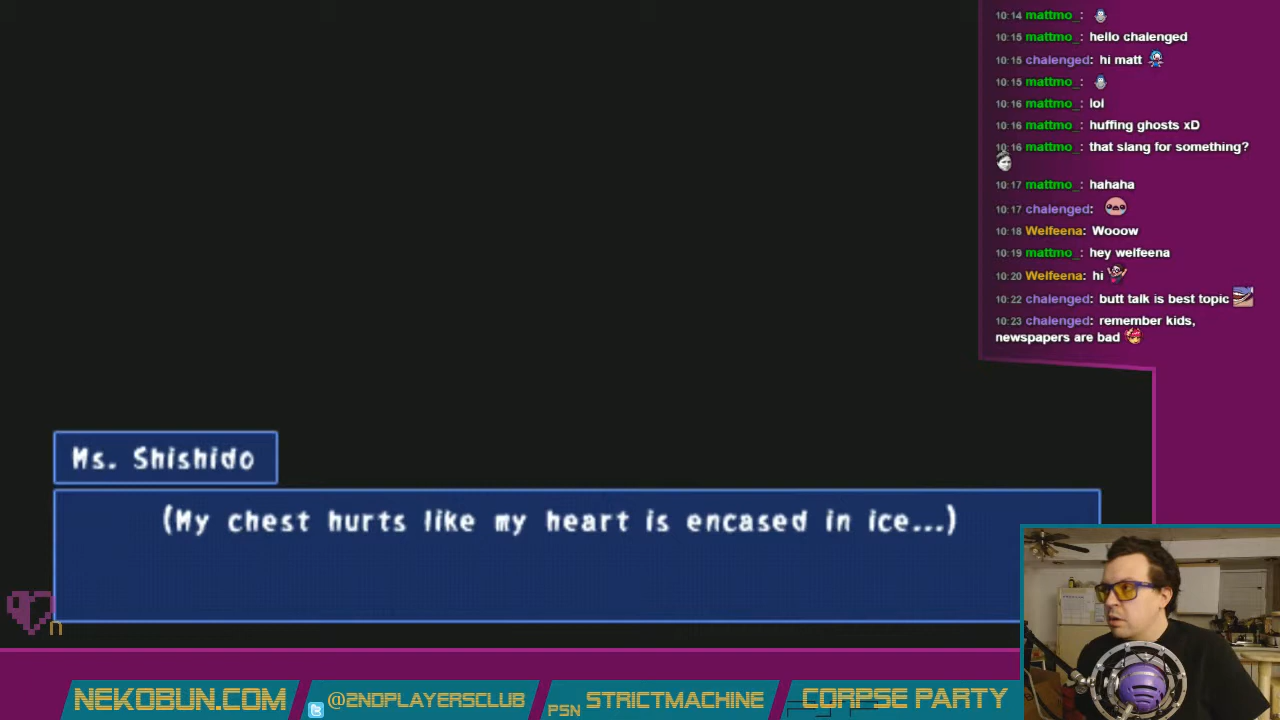 10:14 mattmo_:
10:15 mattmo_: hello chalenged
10:15 chalenged: hi matt
10:15 mattmo_:
10:16 mattmo_: lol
10:16 mattmo_: huffing ghosts xD
10:16 mattmo_: that slang for something?
10:17 mattmo_: hahaha
10:17 chalenged:
10:18 Welfeena: Wooow
10:19 mattmo_: hey welfeena
10:20 Welfeena: hi
10:22 chalenged: butt talk is best topic
10:23 chalenged: remember kids,
newspapers are bad
Ms. Shishido
(My chest hurts like my heart is encased in ice...)
n
NEKOBUN.COM
@2NDPLAYERSCLUB
PSN STRICTMACHINE
CORPSE PARTY